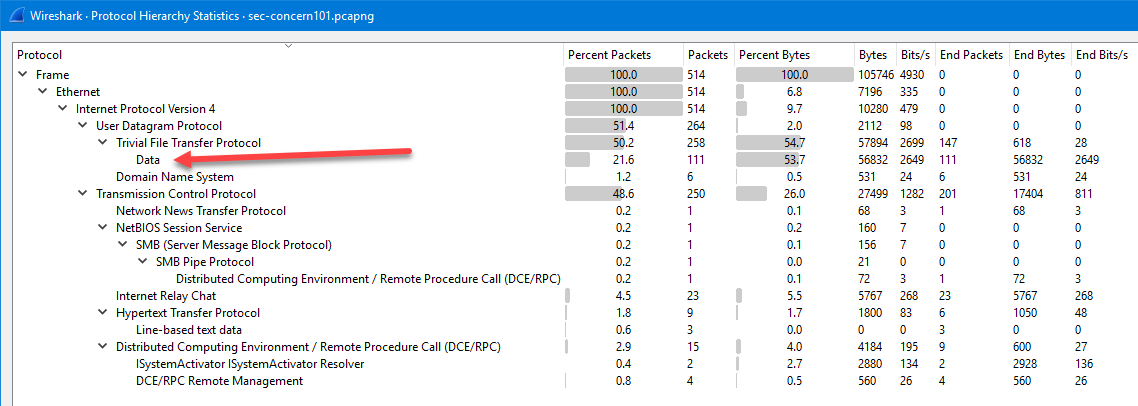 Wireshark · Protocol Hierarchy Statistics · sec-concern101.pcapng
Protocol Percent Packets Packets Percent Bytes Bytes Bits/s End Packets End Bytes End Bits/s
Frame 100.0 514 100.0 105746 4930 0 0 0
Ethernet 100.0 514 6.8 7196 335 0 0 0
Internet Protocol Version 4 100.0 514 9.7 10280 479 0 0 0
User Datagram Protocol 51.4 264 2.0 2112 98 0 0 0
Trivial File Transfer Protocol 50.2 258 54.7 57894 2699 147 618 28
Data 21.6 111 53.7 56832 2649 111 56832 2649
Domain Name System 1.2 6 0.5 531 24 6 531 24
Transmission Control Protocol 48.6 250 26.0 27499 1282 201 17404 811
Network News Transfer Protocol 0.2 1 0.1 68 3 1 68 3
NetBIOS Session Service 0.2 1 0.2 160 7 0 0 0
SMB (Server Message Block Protocol) 0.2 1 0.1 156 7 0 0 0
SMB Pipe Protocol 0.2 1 0.0 21 0 0 0 0
Distributed Computing Environment / Remote Procedure Call (DCE/RPC) 0.2 1 0.1 72 3 1 72 3
Internet Relay Chat 4.5 23 5.5 5767 268 23 5767 268
Hypertext Transfer Protocol 1.8 9 1.7 1800 83 6 1050 48
Line-based text data 0.6 3 0.0 0 0 3 0 0
Distributed Computing Environment / Remote Procedure Call (DCE/RPC) 2.9 15 4.0 4184 195 9 600 27
ISystemActivator ISystemActivator Resolver 0.4 2 2.7 2880 134 2 2928 136
DCE/RPC Remote Management 0.8 4 0.5 560 26 4 560 26